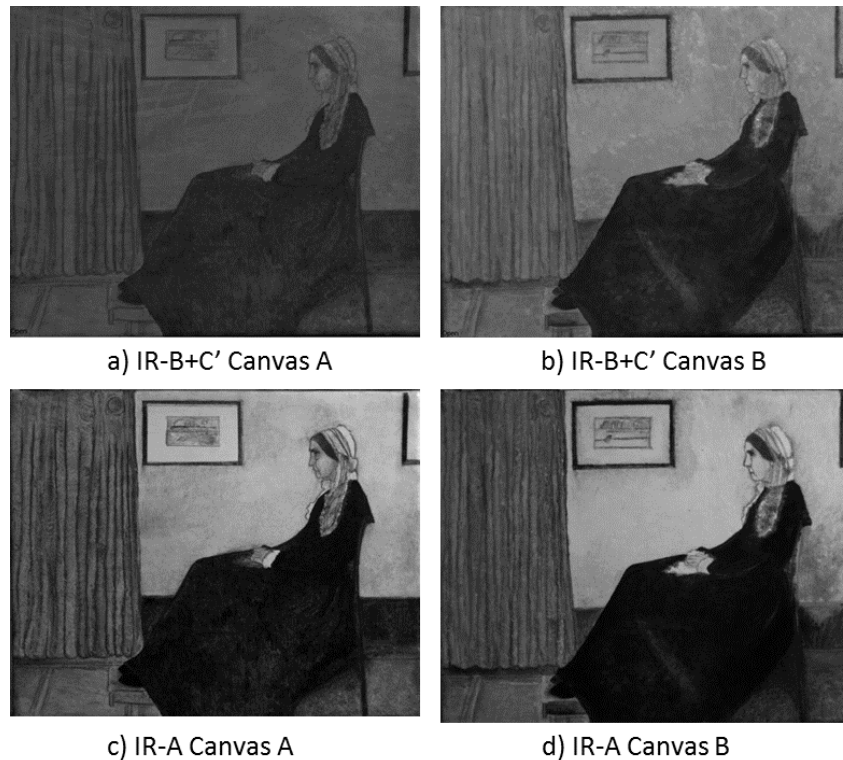 a) IR-B+C’ Canvas A
b) IR-B+C’ Canvas B
c) IR-A Canvas A
d) IR-A Canvas B